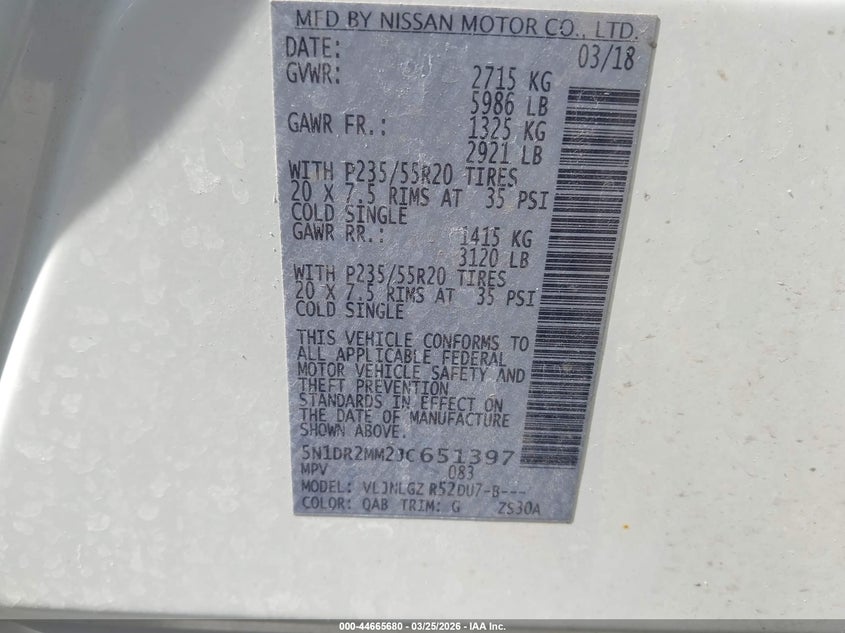 MFD BY NISSAN MOTOR CO., LTD.
DATE: 03/18
GVWR: 2715 KG
5986 LB
GAWR FR.: 1325 KG
2921 LB
WITH P235/55R20 TIRES
20 X 7.5 RIMS AT 35 PSI
COLD SINGLE
GAWR RR.: 1415 KG
3120 LB
WITH P235/55R20 TIRES
20 X 7.5 RIMS AT 35 PSI
COLD SINGLE
THIS VEHICLE CONFORMS TO
ALL APPLICABLE FEDERAL
MOTOR VEHICLE SAFETY AND
THEFT PREVENTION
STANDARDS IN EFFECT ON
THE DATE OF MANUFACTURE
SHOWN ABOVE.
5N1DR2MM2JC651397
MPV 083
MODEL: R52DU7-B---
COLOR: QAB TRIM: G ZS30A
000-44665680 - 03/25/2026 - IAA Inc.